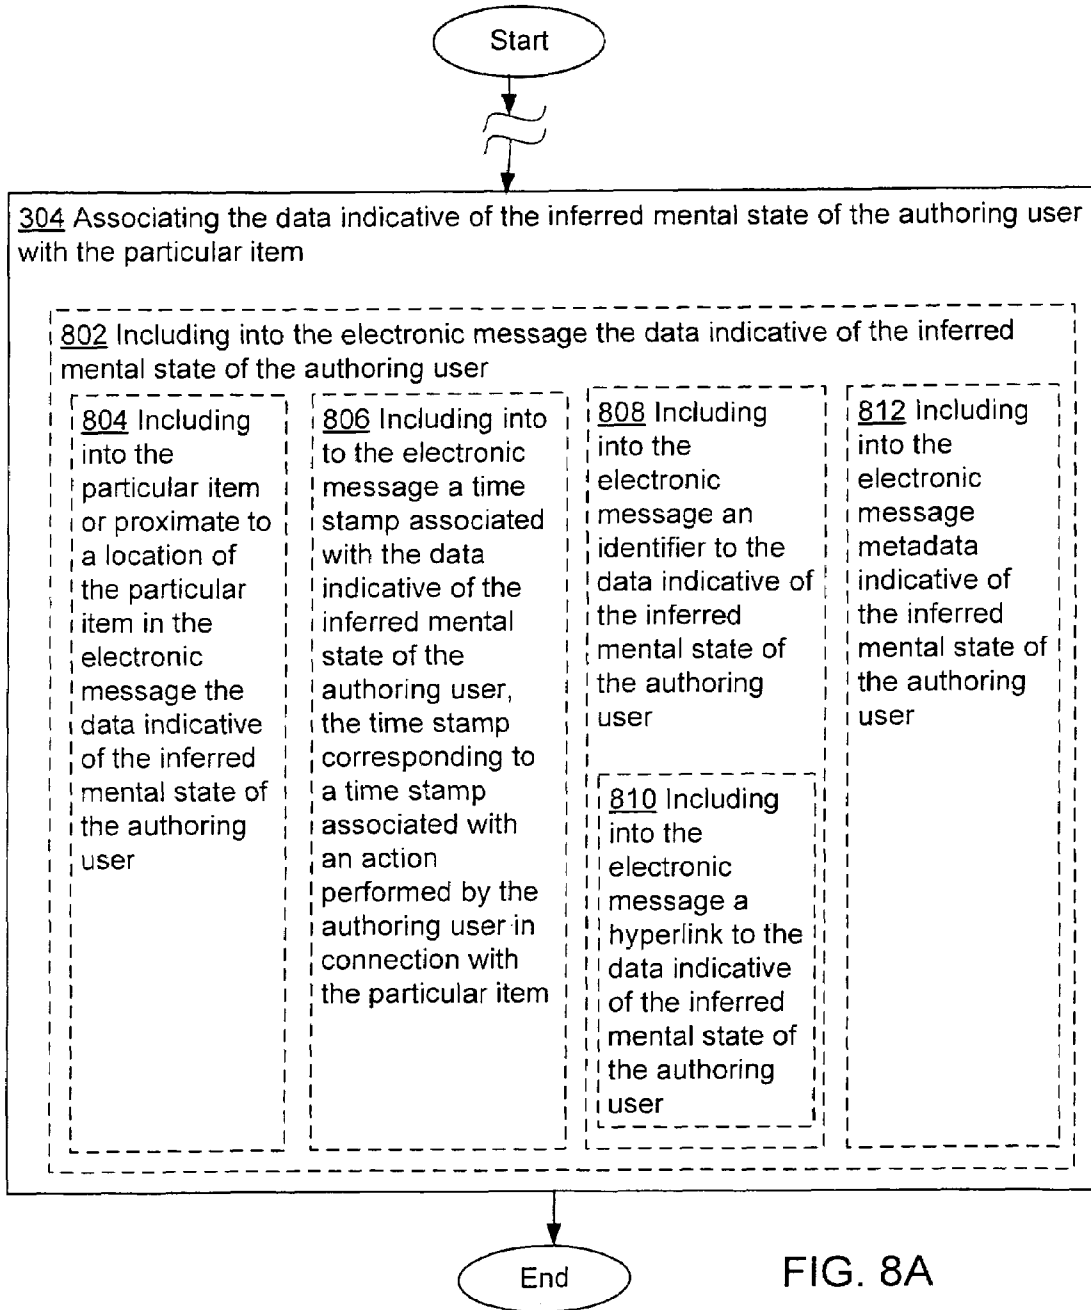 Start
304 Associating the data indicative of the inferred mental state of the authoring user
with the particular item
802 Including into the electronic message the data indicative of the inferred
mental state of the authoring user
804 Including
into the
particular item
or proximate to
a location of
the particular
item in the
electronic
message the
data indicative
of the inferred
mental state of
the authoring
user
806 Including into
to the electronic
message a time
stamp associated
with the data
indicative of the
inferred mental
state of the
authoring user,
the time stamp
corresponding to
a time stamp
associated with
an action
performed by the
authoring user in
connection with
the particular item
808 Including
into the
electronic
message an
identifier to the
data indicative of
the inferred
mental state of
the authoring
user
810 Including
into the
electronic
message a
hyperlink to the
data indicative
of the inferred
mental state of
the authoring
user
812 Including
into the
electronic
message
metadata
indicative of
the inferred
mental state of
the authoring
user
End
FIG. 8A